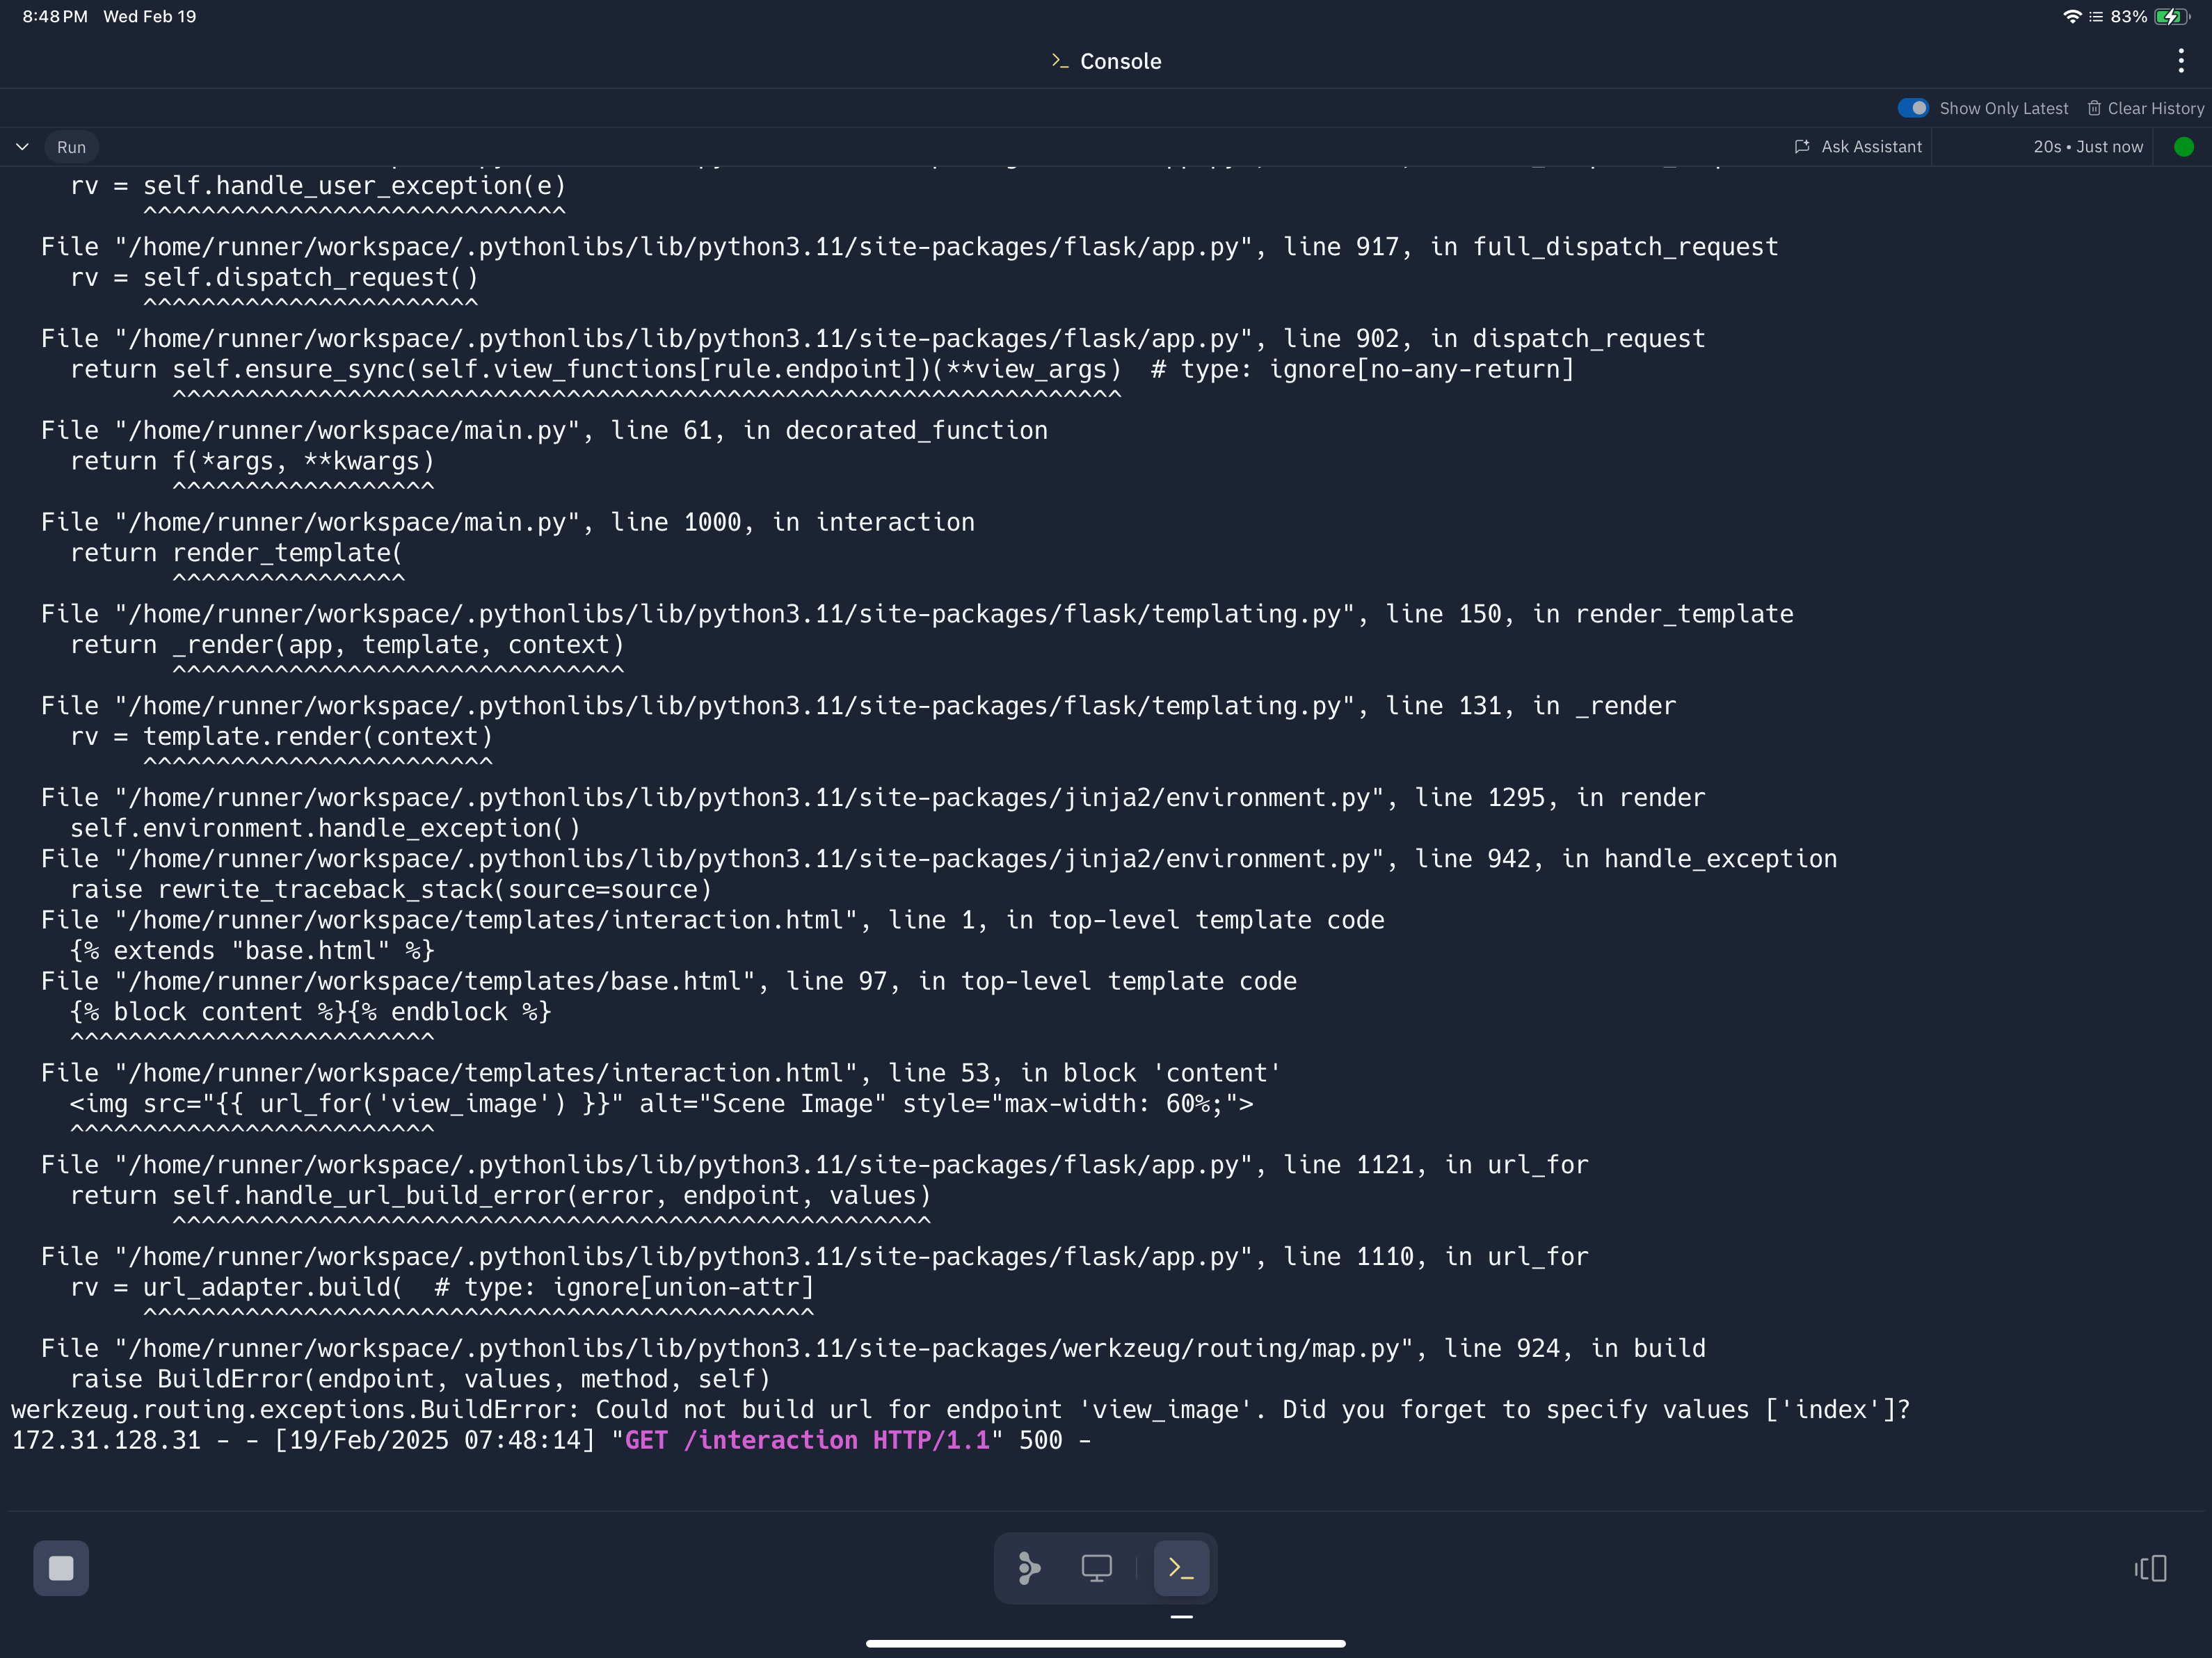 8:48 PM Wed Feb 19
83%
Console
Show Only Latest Clear History
Run Ask Assistant 20s • Just now
rv = self.handle_user_exception(e)
^^^^^^^^^^^^^^^^^^^^^^^^^^^^^
File "/home/runner/workspace/.pythonlibs/lib/python3.11/site-packages/flask/app.py", line 917, in full_dispatch_request
rv = self.dispatch_request()
^^^^^^^^^^^^^^^^^^^^^^^
File "/home/runner/workspace/.pythonlibs/lib/python3.11/site-packages/flask/app.py", line 902, in dispatch_request
return self.ensure_sync(self.view_functions[rule.endpoint])(**view_args)  # type: ignore[no-any-return]
^^^^^^^^^^^^^^^^^^^^^^^^^^^^^^^^^^^^^^^^^^^^^^^^^^^^^^^^^^^^^^^^^
File "/home/runner/workspace/main.py", line 61, in decorated_function
return f(*args, **kwargs)
^^^^^^^^^^^^^^^^^^
File "/home/runner/workspace/main.py", line 1000, in interaction
return render_template(
^^^^^^^^^^^^^^^^
File "/home/runner/workspace/.pythonlibs/lib/python3.11/site-packages/flask/templating.py", line 150, in render_template
return _render(app, template, context)
^^^^^^^^^^^^^^^^^^^^^^^^^^^^^^^
File "/home/runner/workspace/.pythonlibs/lib/python3.11/site-packages/flask/templating.py", line 131, in _render
rv = template.render(context)
^^^^^^^^^^^^^^^^^^^^^^^^
File "/home/runner/workspace/.pythonlibs/lib/python3.11/site-packages/jinja2/environment.py", line 1295, in render
self.environment.handle_exception()
File "/home/runner/workspace/.pythonlibs/lib/python3.11/site-packages/jinja2/environment.py", line 942, in handle_exception
raise rewrite_traceback_stack(source=source)
File "/home/runner/workspace/templates/interaction.html", line 1, in top-level template code
{% extends "base.html" %}
File "/home/runner/workspace/templates/base.html", line 97, in top-level template code
{% block content %}{% endblock %}
^^^^^^^^^^^^^^^^^^^^^^^^^
File "/home/runner/workspace/templates/interaction.html", line 53, in block 'content'
<img src="{{ url_for('view_image') }}" alt="Scene Image" style="max-width: 60%;">
^^^^^^^^^^^^^^^^^^^^^^^^^
File "/home/runner/workspace/.pythonlibs/lib/python3.11/site-packages/flask/app.py", line 1121, in url_for
return self.handle_url_build_error(error, endpoint, values)
^^^^^^^^^^^^^^^^^^^^^^^^^^^^^^^^^^^^^^^^^^^^^^^^^^^^
File "/home/runner/workspace/.pythonlibs/lib/python3.11/site-packages/flask/app.py", line 1110, in url_for
rv = url_adapter.build(  # type: ignore[union-attr]
^^^^^^^^^^^^^^^^^^^^^^^^^^^^^^^^^^^^^^^^^^^^^^
File "/home/runner/workspace/.pythonlibs/lib/python3.11/site-packages/werkzeug/routing/map.py", line 924, in build
raise BuildError(endpoint, values, method, self)
werkzeug.routing.exceptions.BuildError: Could not build url for endpoint 'view_image'. Did you forget to specify values ['index']?
172.31.128.31 - - [19/Feb/2025 07:48:14] "GET /interaction HTTP/1.1" 500 -